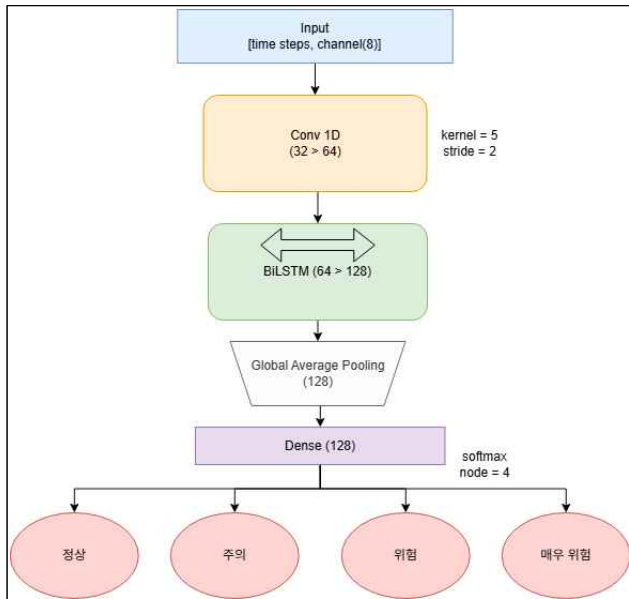 Input
[time steps, channel(8)]
Conv 1D
(32 > 64)
kernel = 5
stride = 2
BiLSTM (64 > 128)
Global Average Pooling
(128)
Dense (128)
softmax
node = 4
정상
주의
위험
매우 위험